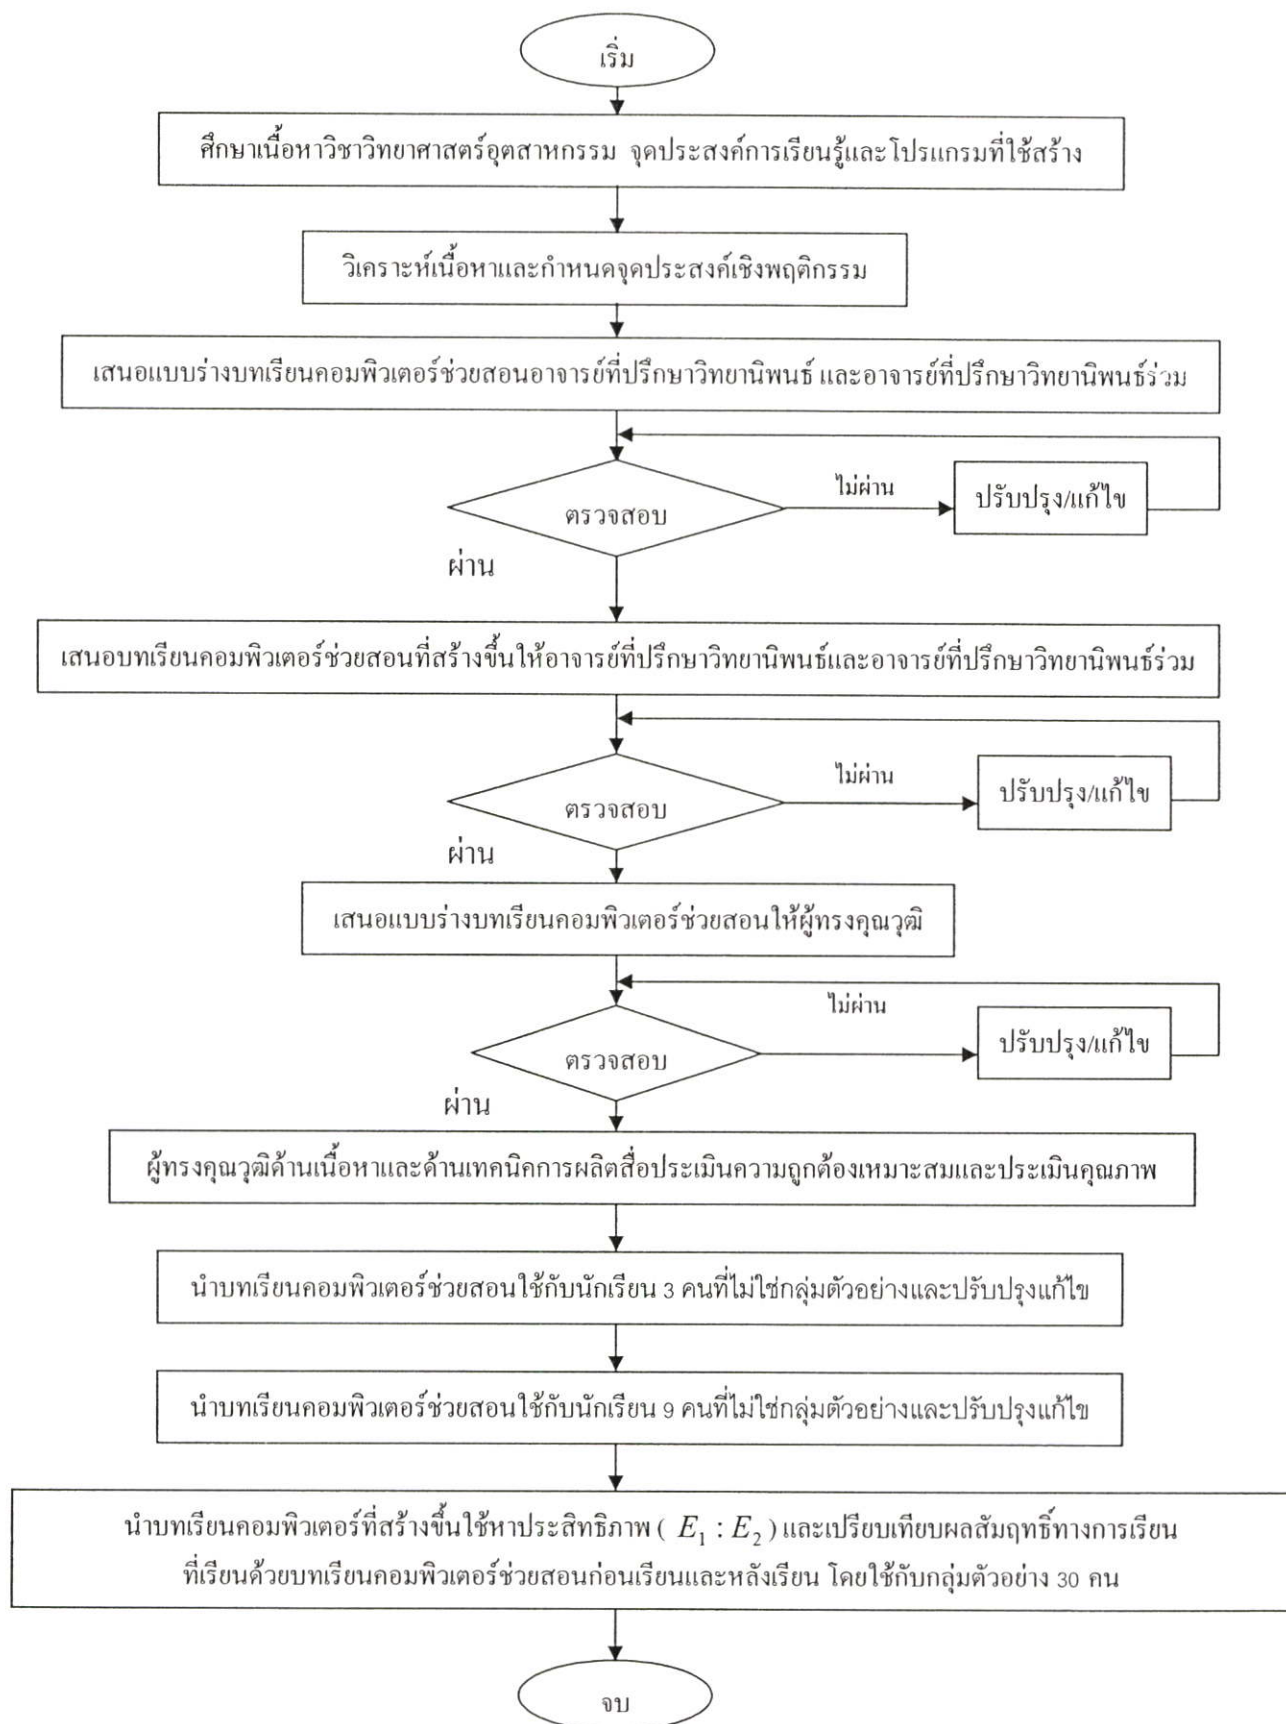 เริ่ม
ศึกษาเนื้อหาวิชาวิทยาศาสตร์อุตสาหกรรม จุดประสงค์การเรียนรู้และโปรแกรมที่ใช้สร้าง
วิเคราะห์เนื้อหาและกำหนดจุดประสงค์เชิงพฤติกรรม
เสนอแบบร่างบทเรียนคอมพิวเตอร์ช่วยสอนอาจารย์ที่ปรึกษาวิทยานิพนธ์ และอาจารย์ที่ปรึกษาวิทยานิพนธ์ร่วม
ตรวจสอบ
ไม่ผ่าน
ปรับปรุง/แก้ไข
ผ่าน
เสนอบทเรียนคอมพิวเตอร์ช่วยสอนที่สร้างขึ้นให้อาจารย์ที่ปรึกษาวิทยานิพนธ์และอาจารย์ที่ปรึกษาวิทยานิพนธ์ร่วม
ตรวจสอบ
ไม่ผ่าน
ปรับปรุง/แก้ไข
ผ่าน
เสนอแบบร่างบทเรียนคอมพิวเตอร์ช่วยสอนให้ผู้ทรงคุณวุฒิ
ตรวจสอบ
ไม่ผ่าน
ปรับปรุง/แก้ไข
ผ่าน
ผู้ทรงคุณวุฒิด้านเนื้อหาและด้านเทคนิคการผลิตสื่อประเมินความถูกต้องเหมาะสมและประเมินคุณภาพ
นำบทเรียนคอมพิวเตอร์ช่วยสอนใช้กับนักเรียน 3 คนที่ไม่ใช่กลุ่มตัวอย่างและปรับปรุงแก้ไข
นำบทเรียนคอมพิวเตอร์ช่วยสอนใช้กับนักเรียน 9 คนที่ไม่ใช่กลุ่มตัวอย่างและปรับปรุงแก้ไข
นำบทเรียนคอมพิวเตอร์ที่สร้างขึ้นใช้หาประสิทธิภาพ ( E₁ : E₂ ) และเปรียบเทียบผลสัมฤทธิ์ทางการเรียน
ที่เรียนด้วยบทเรียนคอมพิวเตอร์ช่วยสอนก่อนเรียนและหลังเรียน โดยใช้กับกลุ่มตัวอย่าง 30 คน
จบ